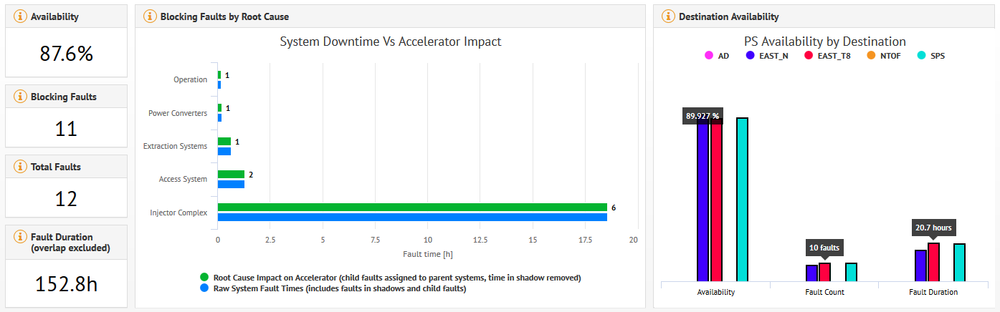 Availability
87.6%
Blocking Faults
11
Total Faults
12
Fault Duration
(overlap excluded)
152.8h
Blocking Faults by Root Cause
System Downtime Vs Accelerator Impact
Operation
1
Power Converters
1
Extraction Systems
1
Access System
2
Injector Complex
6
0 2.5 5 7.5 10 12.5 15 17.5 20
Fault time [h]
Root Cause Impact on Accelerator (child faults assigned to parent systems, time in shadow removed)
Raw System Fault Times (includes faults in shadows and child faults)
Destination Availability
PS Availability by Destination
AD EAST_N EAST_T8 NTOF SPS
89.927 %
10 faults
20.7 hours
Availability Fault Count Fault Duration